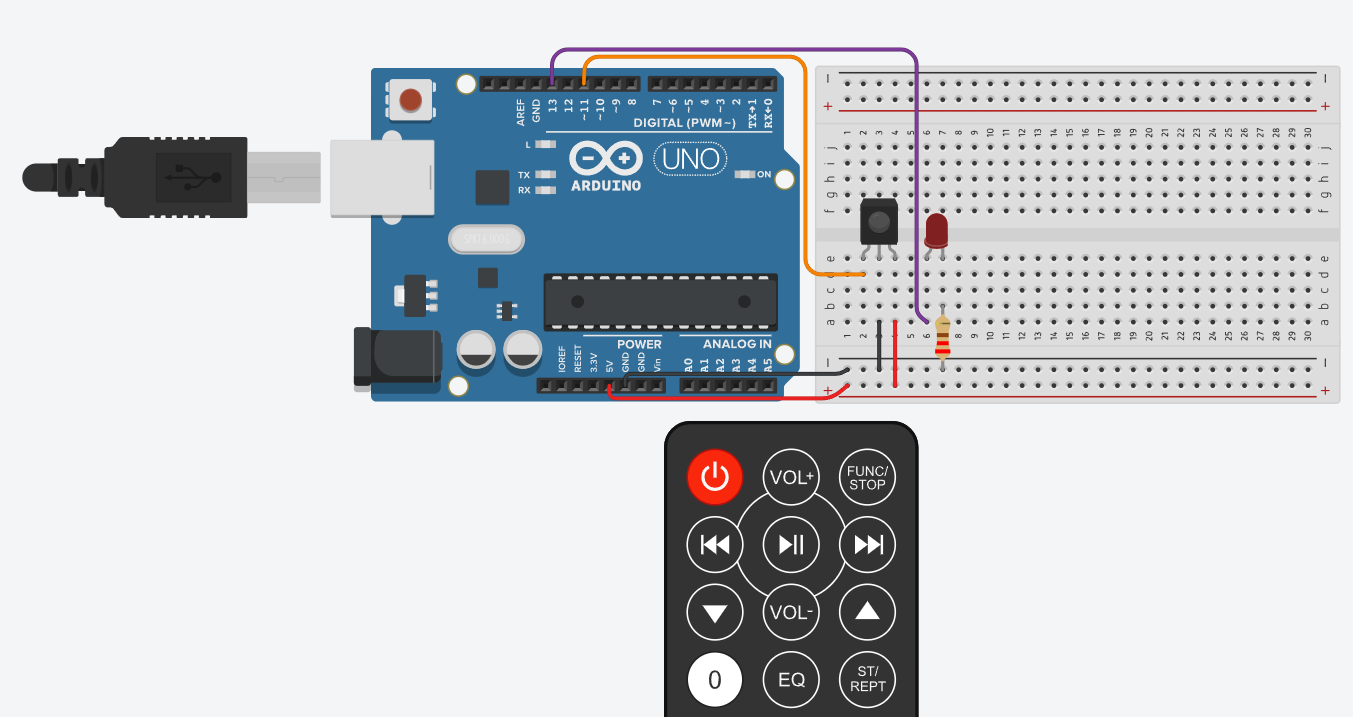 AREF
GND
13
12
~11
~10
~9
8
7
~6
~5
4
~3
2
TX→1
RX←0
DIGITAL (PWM~)
L
TX
RX
ARDUINO
UNO
ON
IOREF
RESET
3.3V
5V
GND
GND
Vin
POWER
ANALOG IN
A0
A1
A2
A3
A4
A5
− −
+ +
1 2 3 4 5 6 7 8 9 10 11 12 13 14 15 16 17 18 19 20 21 22 23 24 25 26 27 28 29 30
j j
i i
h h
g g
f f
e e
d d
c c
b b
a a
1 2 3 4 5 6 7 8 9 10 11 12 13 14 15 16 17 18 19 20 21 22 23 24 25 26 27 28 29 30
− −
+ +
VOL+
FUNC/
STOP
VOL-
0
EQ
ST/
REPT